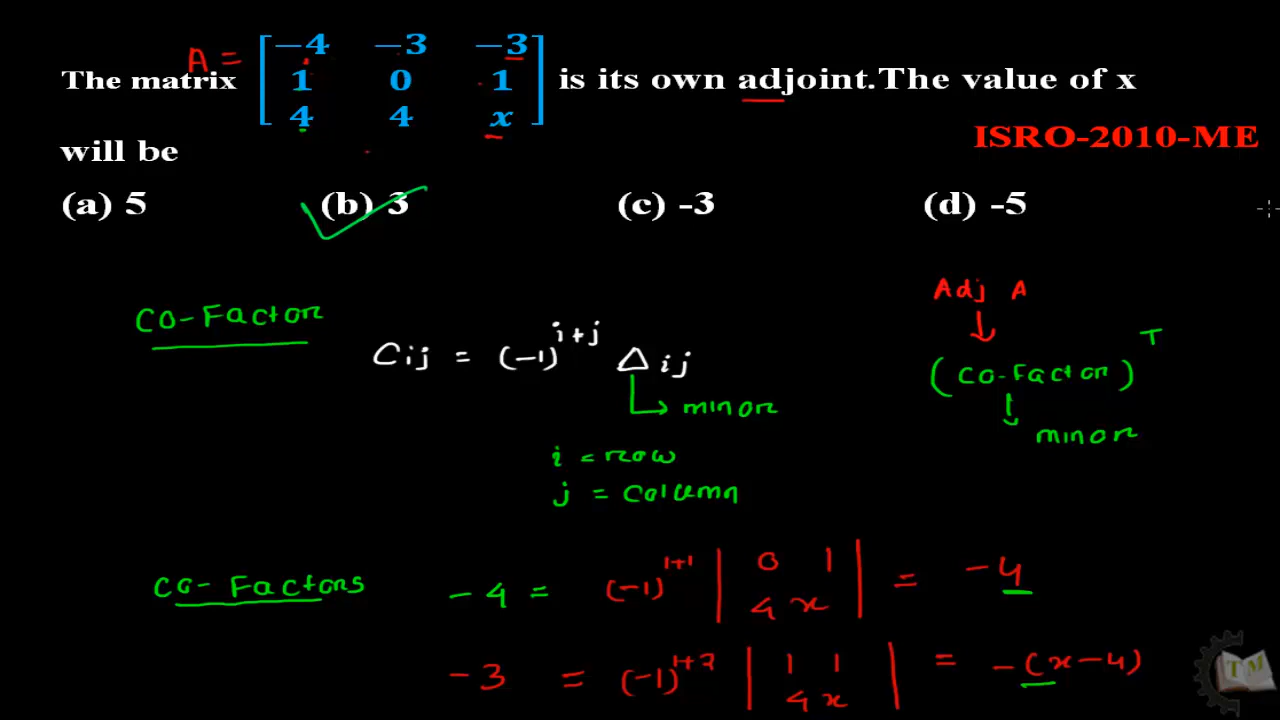 The matrix A = [ −4 −3 −3
1 0 1
4 4 x ] is its own adjoint.The value of x
will be
ISRO-2010-ME
(a) 5 (b) 3 (c) -3 (d) -5
Adj A
Co-Factor
Cij = (-1)^i+j Δij
(Co-Factor)^T
minor
minor
i = row
j = column
Co-Factors
-4 = (-1)^1+1 | 0 1
4 x | = -4
-3 = (-1)^1+2 | 1 1
4 x | = -(x-4)
TM